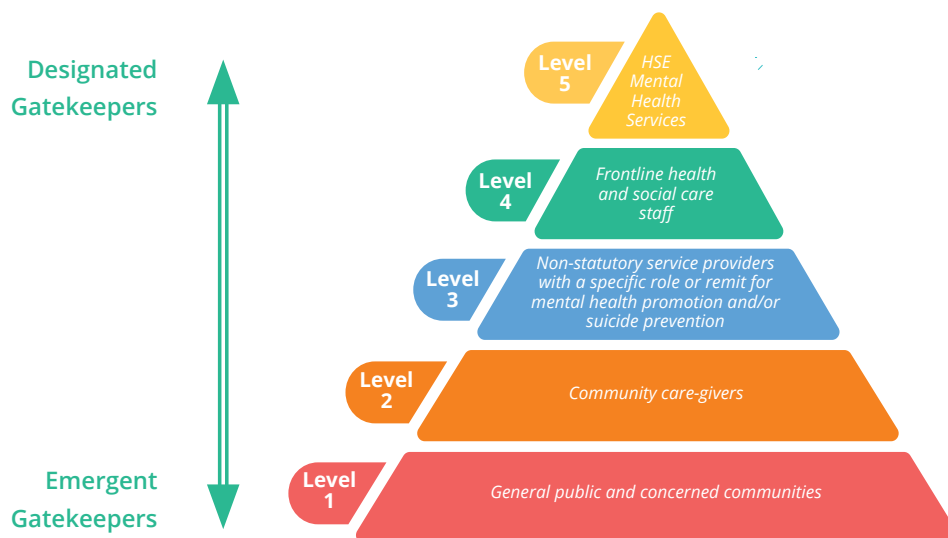 Designated
Gatekeepers
Level
5
HSE
Mental
Health
Services
Level
4
Frontline health
and social care
staff
Level
3
Non-statutory service providers
with a specific role or remit for
mental health promotion and/or
suicide prevention
Level
2
Community care-givers
Emergent
Gatekeepers
Level
1
General public and concerned communities